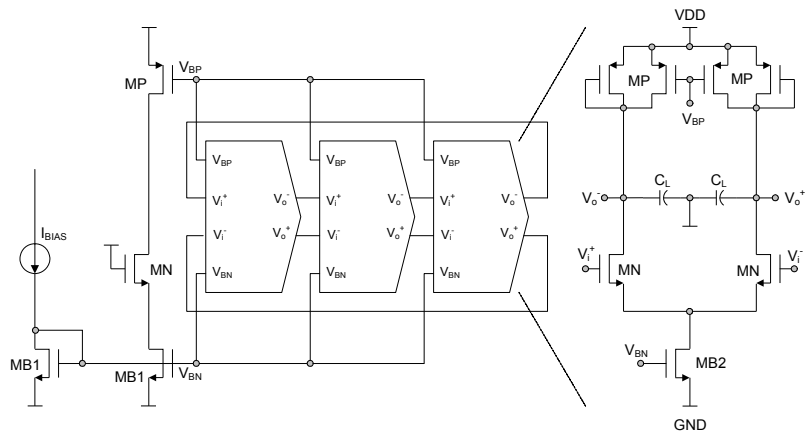 VDD
MP
V_BP
MP
MP
V_BP
V_BP V_BP V_BP
V_i^+ V_o^- V_i^+ V_o^- V_i^+ V_o^-
V_i^- V_o^+ V_i^- V_o^+ V_i^- V_o^+
V_BN V_BN V_BN
C_L C_L
V_o^- V_o^+
I_BIAS
MN
V_i^+ MN MN V_i^-
MB1 MB1 V_BN
V_BN MB2
GND